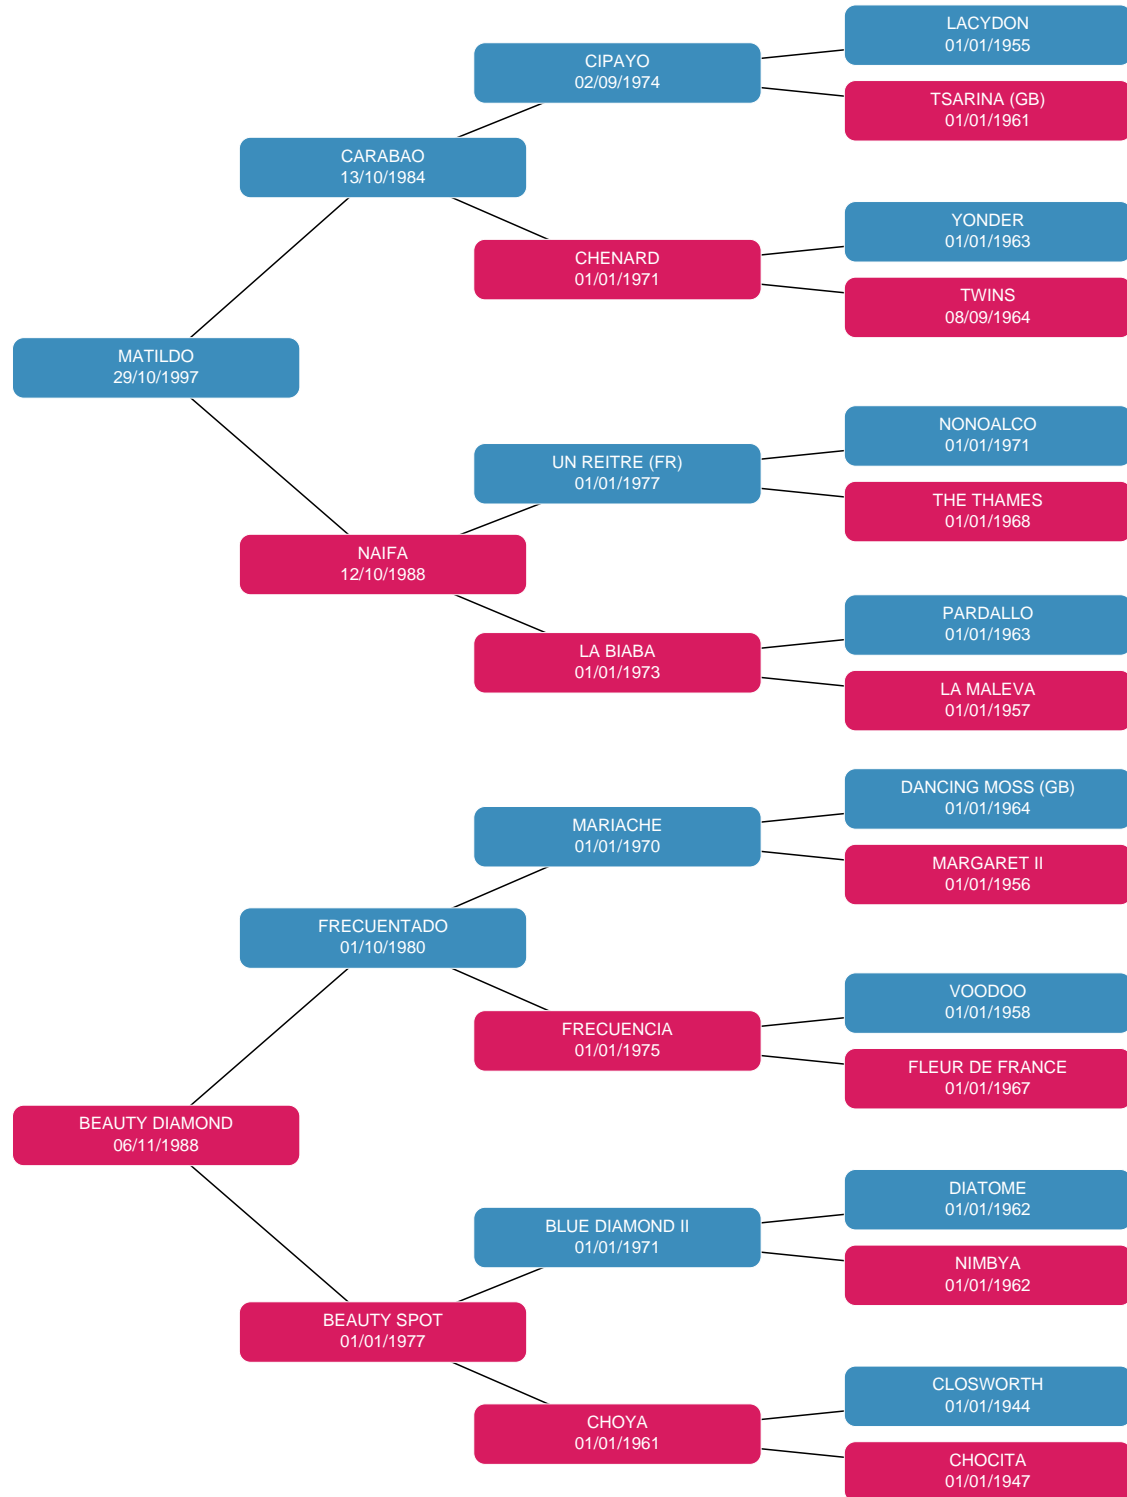 LACYDON
01/01/1955
CIPAYO
02/09/1974
TSARINA (GB)
01/01/1961
CARABAO
13/10/1984
YONDER
01/01/1963
CHENARD
01/01/1971
TWINS
08/09/1964
MATILDO
29/10/1997
NONOALCO
01/01/1971
UN REITRE (FR)
01/01/1977
THE THAMES
01/01/1968
NAIFA
12/10/1988
PARDALLO
01/01/1963
LA BIABA
01/01/1973
LA MALEVA
01/01/1957
DANCING MOSS (GB)
01/01/1964
MARIACHE
01/01/1970
MARGARET II
01/01/1956
FRECUENTADO
01/10/1980
VOODOO
01/01/1958
FRECUENCIA
01/01/1975
FLEUR DE FRANCE
01/01/1967
BEAUTY DIAMOND
06/11/1988
DIATOME
01/01/1962
BLUE DIAMOND II
01/01/1971
NIMBYA
01/01/1962
BEAUTY SPOT
01/01/1977
CLOSWORTH
01/01/1944
CHOYA
01/01/1961
CHOCITA
01/01/1947